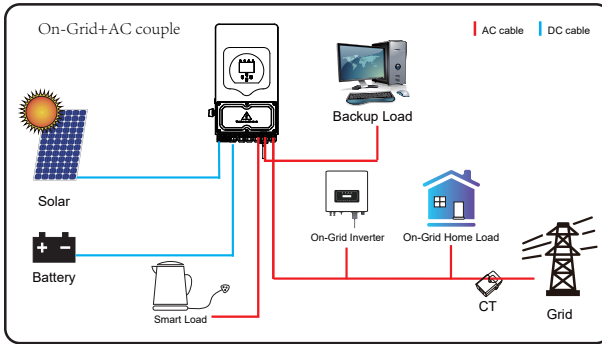 On-Grid+AC couple
AC cable
DC cable
Backup Load
Solar
On-Grid Inverter
On-Grid Home Load
Battery
Smart Load
CT
Grid